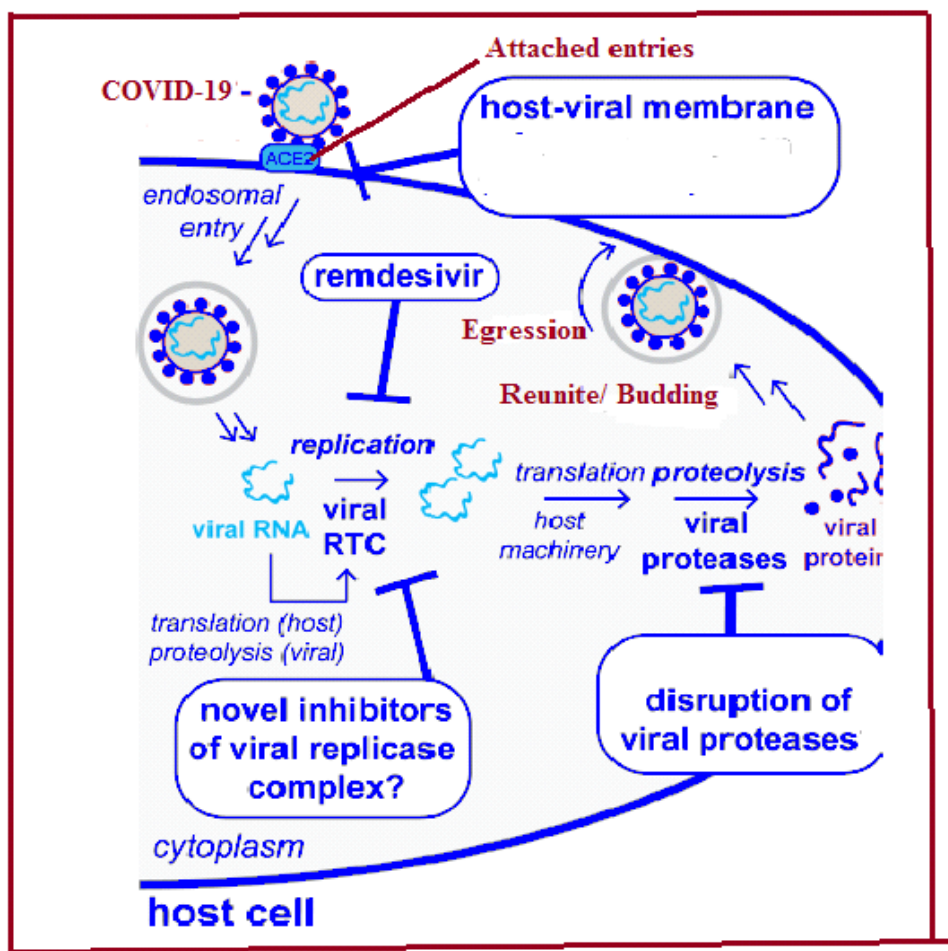 Attached entries
COVID-19
host-viral membrane
ACE2
endosomal
entry
remdesivir
Egression
Reunite/ Budding
replication
viral RNA
viral
RTC
translation
host
machinery
proteolysis
viral
proteases
viral
protein
translation (host)
proteolysis (viral)
novel inhibitors
of viral replicase
complex?
disruption of
viral proteases
cytoplasm
host cell